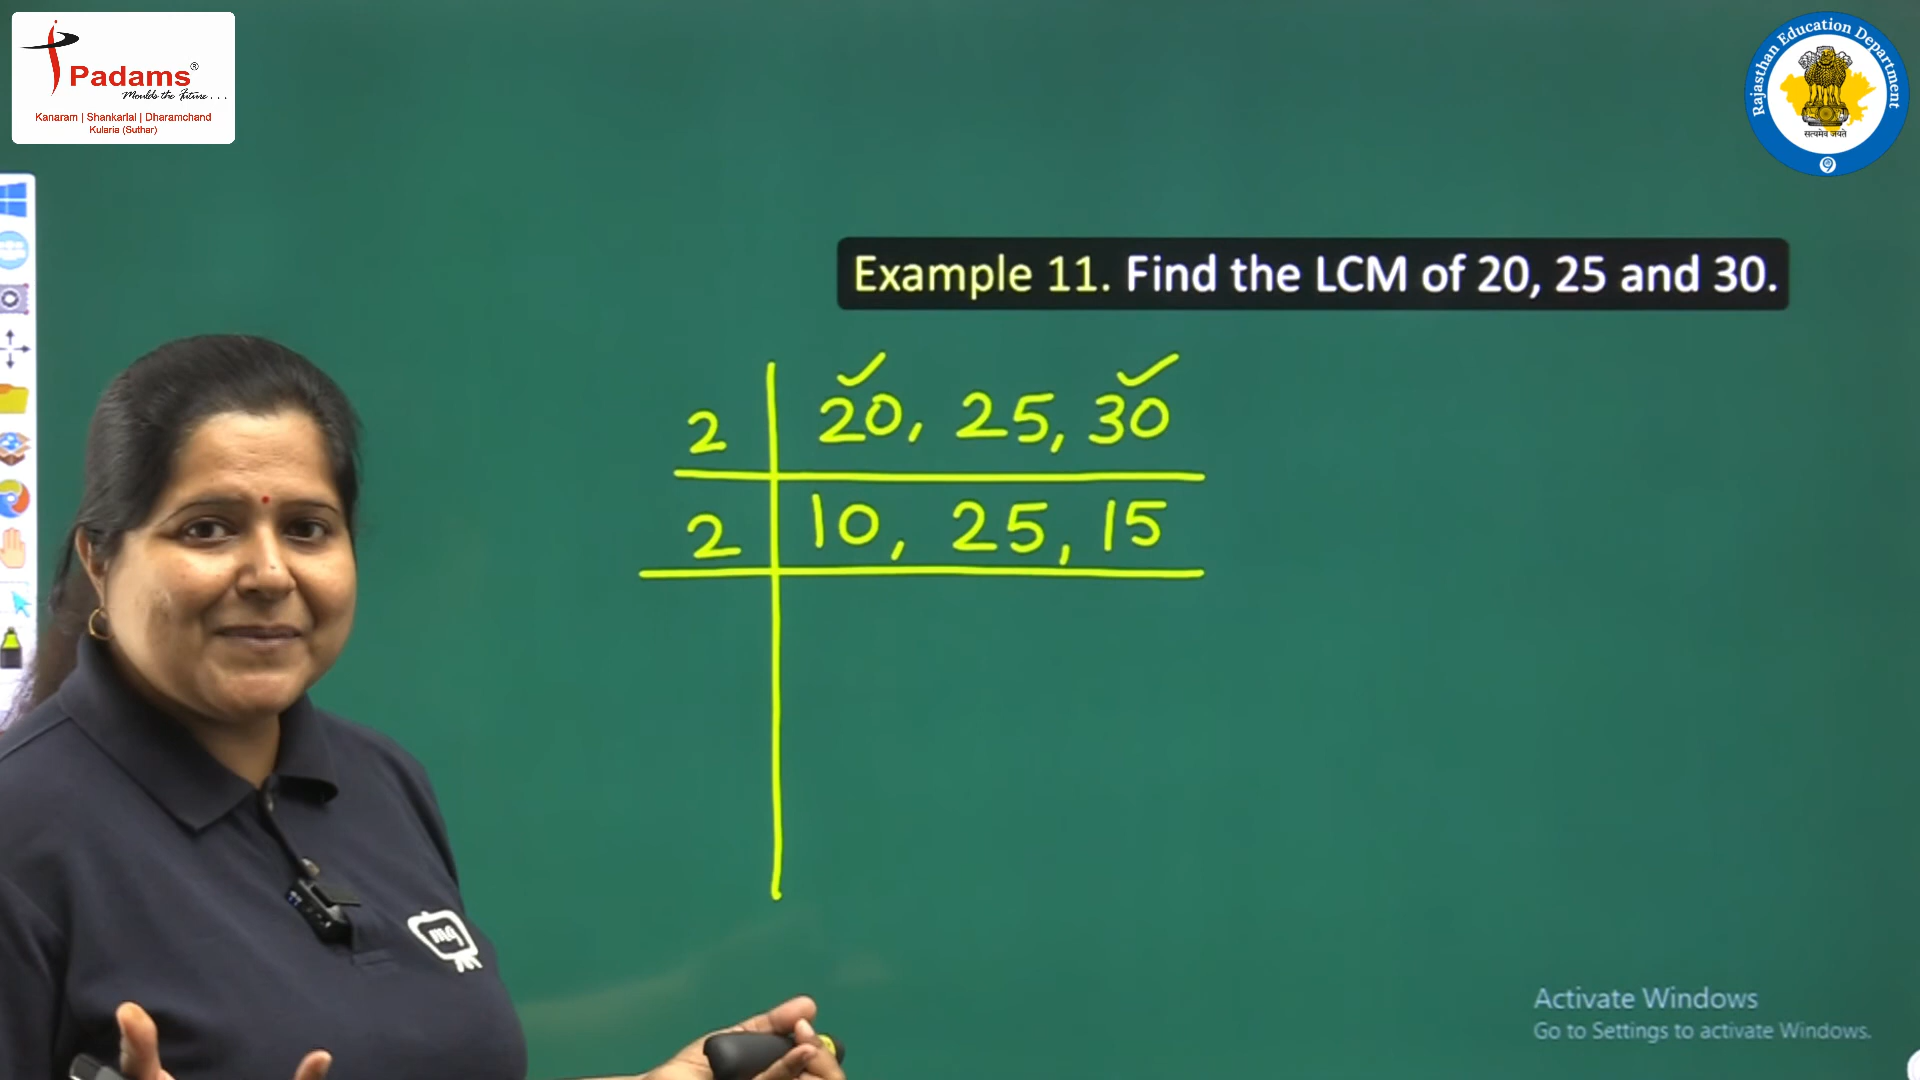 Padams®
Moulds the Future...
Kanaram | Shankarlal | Dharamchand
Kularia (Suthar)
Rajasthan Education Department
सत्यमेव जयते
Example 11. Find the LCM of 20, 25 and 30.
2 20, 25, 30
2 10, 25, 15
mq
Activate Windows
Go to Settings to activate Windows.